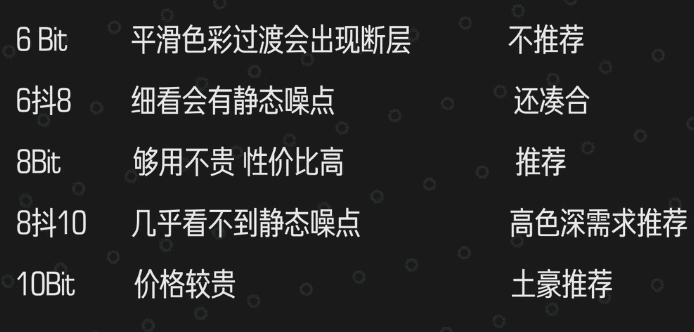 6 Bit 平滑色彩过渡会出现断层 不推荐
6抖8 细看会有静态噪点 还凑合
8Bit 够用不贵 性价比高 推荐
8抖10 几乎看不到静态噪点 高色深需求推荐
10Bit 价格较贵 土豪推荐